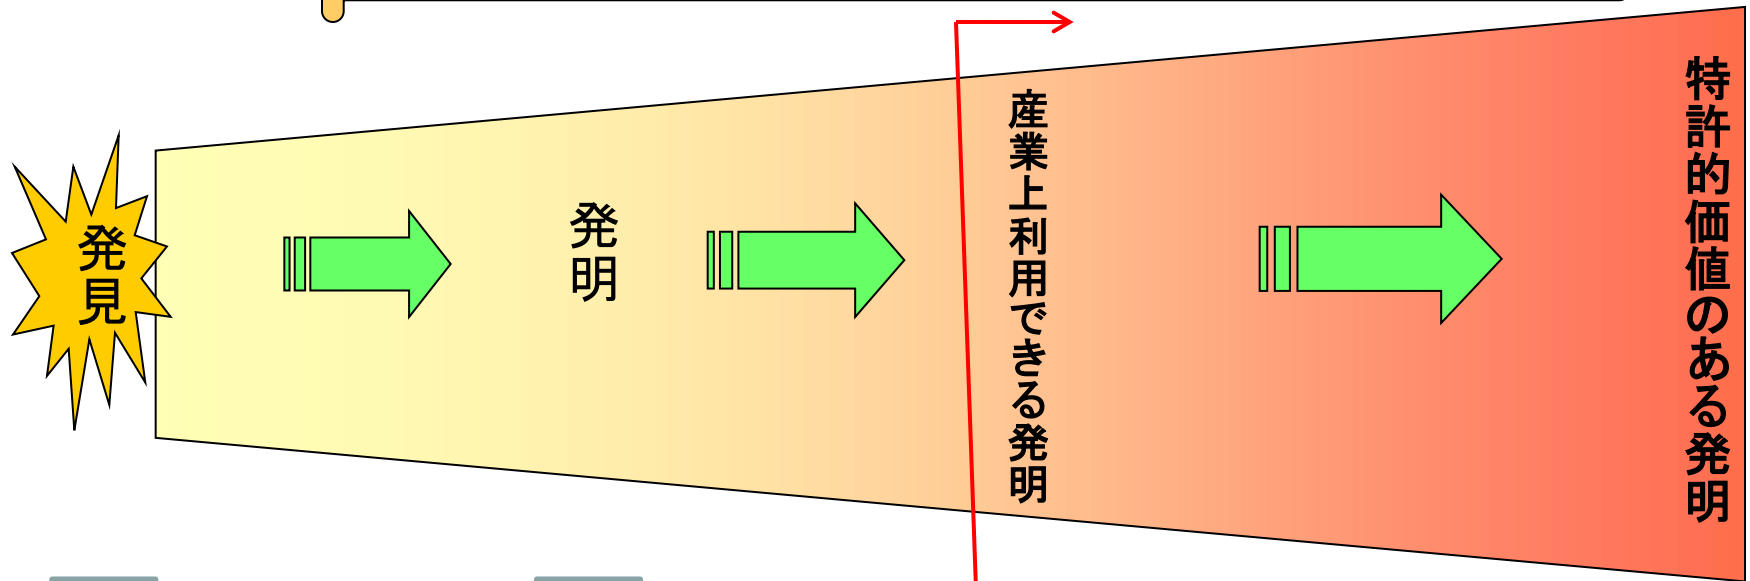 発見
発明
産業上利用できる発明
特許的価値のある発明